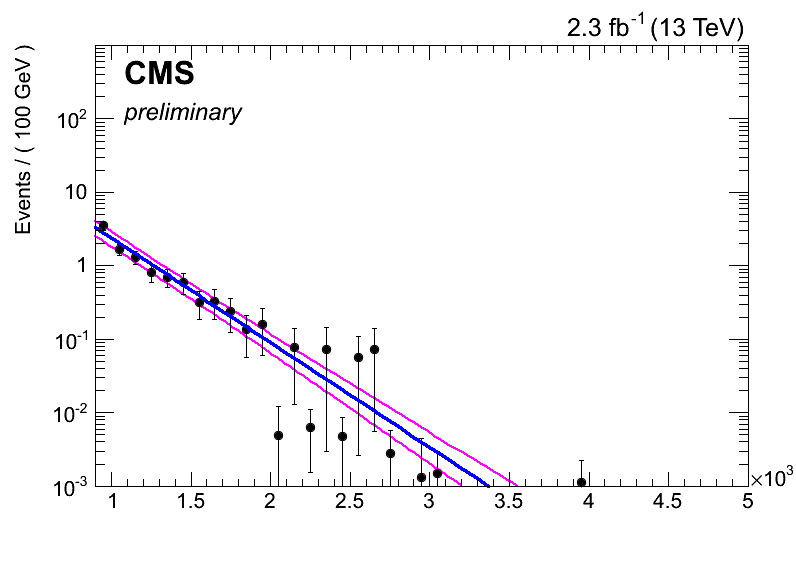 2.3 fb⁻¹ (13 TeV)
CMS
preliminary
Events / ( 100 GeV )
10²
10
1
10⁻¹
10⁻²
10⁻³
1 1.5 2 2.5 3 3.5 4 4.5 5
×10³